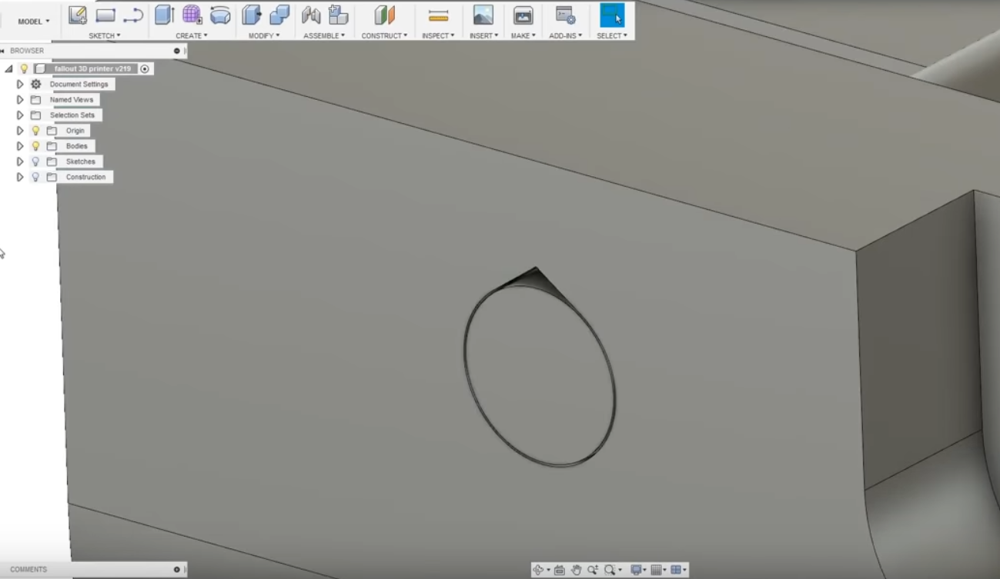 MODEL
SKETCH
CREATE
MODIFY
ASSEMBLE
CONSTRUCT
INSPECT
INSERT
MAKE
ADD-INS
SELECT
BROWSER
fallout 3D printer v219
Document Settings
Named Views
Selection Sets
Origin
Bodies
Sketches
Construction
COMMENTS